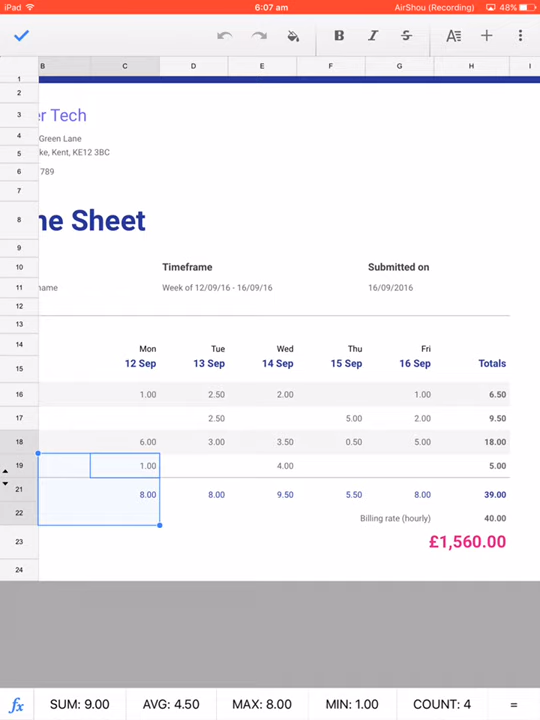 iPad 6:07 am AirShou (Recording) 48%
B I S A +
B C D E F G H I
1
2
3 er Tech
4 Green Lane
5 ke, Kent, KE12 3BC
6 789
7
8 ne Sheet
9
10 Timeframe Submitted on
11 name Week of 12/09/16 - 16/09/16 16/09/2016
12
13
14 Mon Tue Wed Thu Fri
15 12 Sep 13 Sep 14 Sep 15 Sep 16 Sep Totals
16 1.00 2.50 2.00 1.00 6.50
17 2.50 5.00 2.00 9.50
18 6.00 3.00 3.50 0.50 5.00 18.00
19 1.00 4.00 5.00
21 8.00 8.00 9.50 5.50 8.00 39.00
22 Billing rate (hourly) 40.00
23 £1,560.00
24
fx SUM: 9.00 AVG: 4.50 MAX: 8.00 MIN: 1.00 COUNT: 4 =